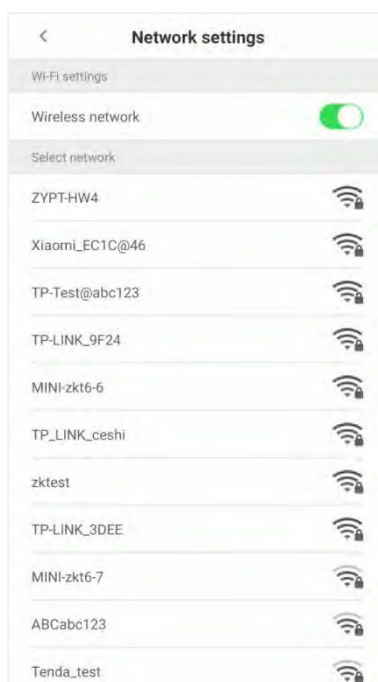 Network settings
Wi-Fi settings
Wireless network
Select network
ZYPT-HW4
Xiaomi_EC1C@46
TP-Test@abc123
TP-LINK_9F24
MINI-zkt6-6
TP_LINK_ceshi
zktest
TP-LINK_3DEE
MINI-zkt6-7
ABCabc123
Tenda_test